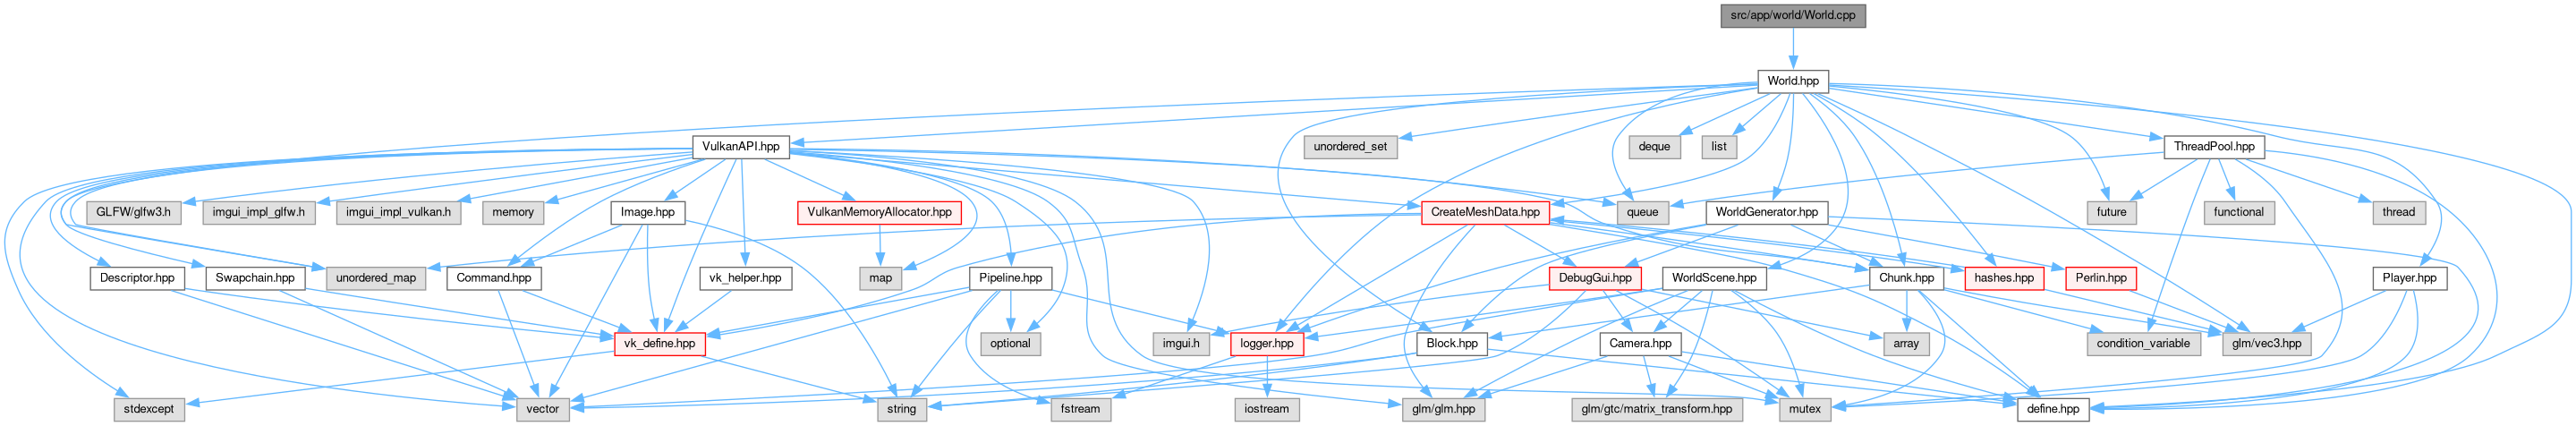 src/app/world/World.cpp
World.hpp
VulkanAPI.hpp
unordered_set
deque
list
ThreadPool.hpp
GLFW/glfw3.h
imgui_impl_glfw.h
imgui_impl_vulkan.h
memory
Image.hpp
VulkanMemoryAllocator.hpp
CreateMeshData.hpp
queue
WorldGenerator.hpp
future
functional
thread
Descriptor.hpp
Swapchain.hpp
unordered_map
Command.hpp
vk_helper.hpp
map
Pipeline.hpp
DebugGui.hpp
WorldScene.hpp
Chunk.hpp
hashes.hpp
Perlin.hpp
Player.hpp
vk_define.hpp
optional
imgui.h
logger.hpp
Block.hpp
Camera.hpp
array
condition_variable
glm/vec3.hpp
stdexcept
vector
string
fstream
iostream
glm/glm.hpp
glm/gtc/matrix_transform.hpp
mutex
define.hpp